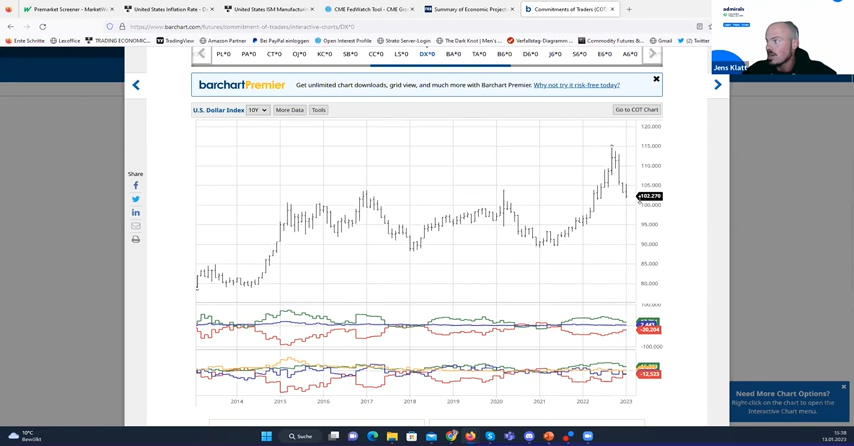 Premarket Screener - MarketW
United States Inflation Rate - D
United States ISM Manufactur
CME FedWatch Tool - CME Gro
Summary of Economic Projecti
Commitments of Traders (COT)
https://www.barchart.com/futures/commitment-of-traders/interactive-charts/DX*0
Erste Schritte
Lexoffice
TRADING ECONOMIC...
TradingView
Amazon Partner
Bei PayPal einloggen
Open Interest Profile
Strato Server-Login
The Dark Knot | Men's ...
Verfallstag-Diagramm ...
Commodity Futures & ...
Gmail
(2) Twitter
admirals
Jens Klatt
PL*0
PA*0
CT*0
OJ*0
KC*0
SB*0
CC*0
LS*0
DX*0
BA*0
TA*0
B6*0
D6*0
J6*0
S6*0
E6*0
A6*0
barchart Premier
Get unlimited chart downloads, grid view, and much more with Barchart Premier. Why not try it risk-free today?
U.S. Dollar Index
10Y
More Data
Tools
Go to COT Chart
Share
120.000
115.000
110.000
105.000
102.270
100.000
95.000
90.000
85.000
80.000
100,000
2,443
-30,204
-100,000
-12,525
2014
2015
2016
2017
2018
2019
2020
2021
2022
2023
Need More Chart Options?
Right-click on the chart to open the
Interactive Chart menu.
10°C
Bewölkt
Suche
15:38
13.01.2023